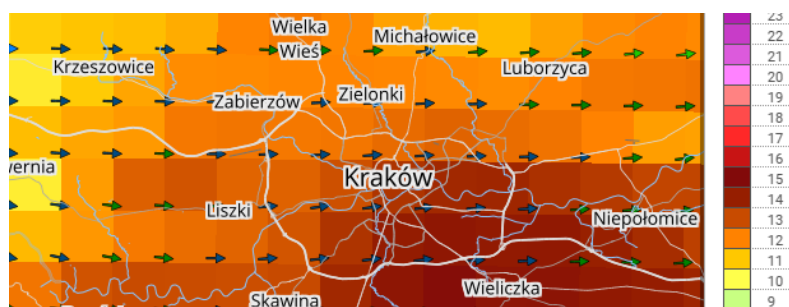 Wielka
Wieś
Michałowice
Krzeszowice
Luborzyca
Zabierzów
Zielonki
wernia
Kraków
Liszki
Niepołomice
Skawina
Wieliczka
23
22
21
20
19
18
17
16
15
14
13
12
11
10
9